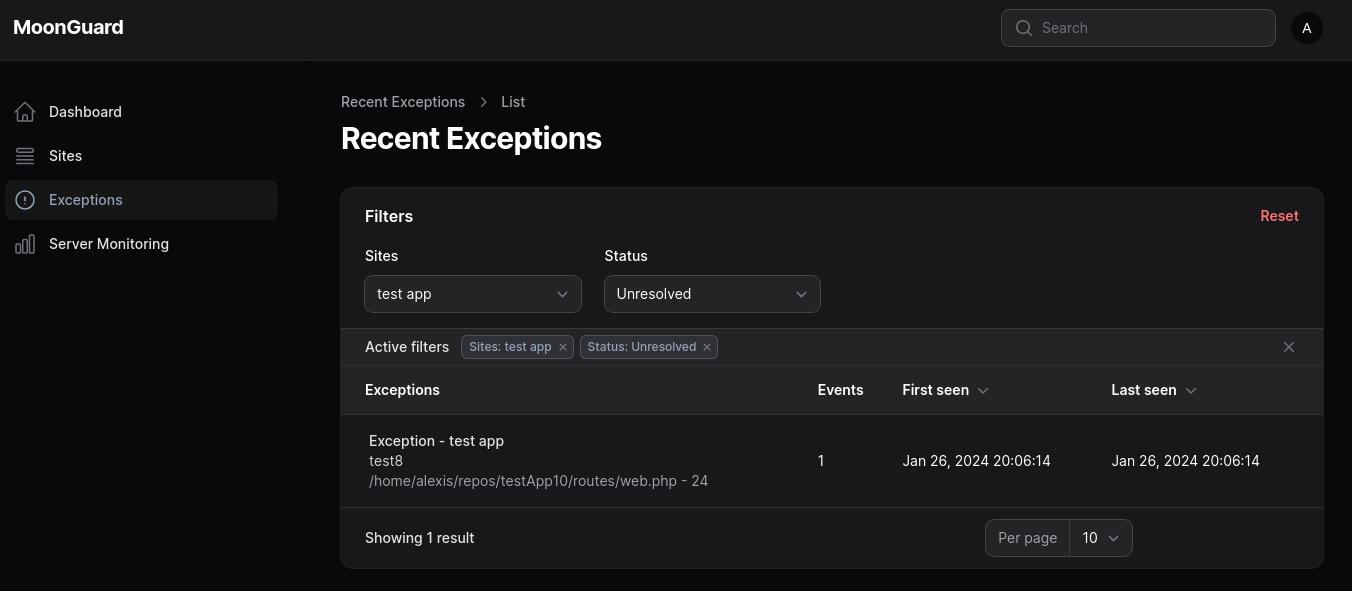 MoonGuard
Search
A
Dashboard
Sites
Exceptions
Server Monitoring
Recent Exceptions > List
Recent Exceptions
Filters
Reset
Sites Status
test app Unresolved
Active filters Sites: test app × Status: Unresolved ×
Exceptions Events First seen Last seen
Exception - test app
test8
/home/alexis/repos/testApp10/routes/web.php - 24
1 Jan 26, 2024 20:06:14 Jan 26, 2024 20:06:14
Showing 1 result
Per page 10